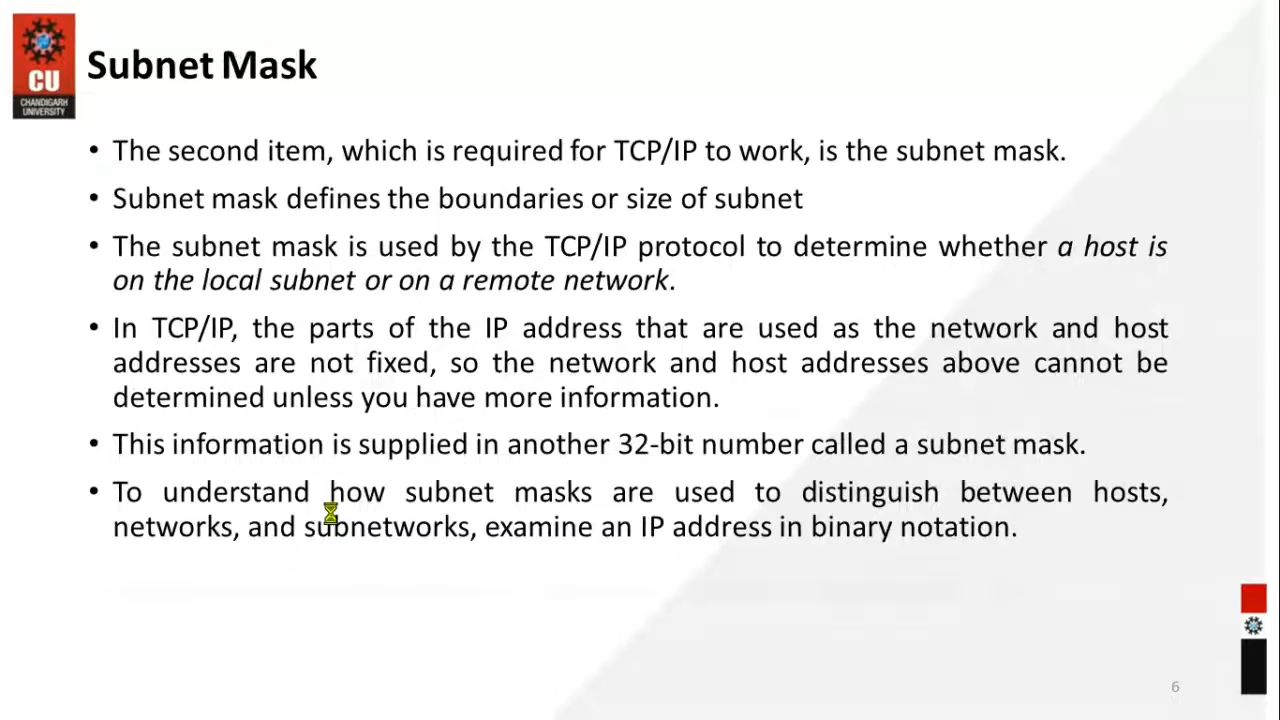 CU
CHANDIGARH
UNIVERSITY
Subnet Mask
• The second item, which is required for TCP/IP to work, is the subnet mask.
• Subnet mask defines the boundaries or size of subnet
• The subnet mask is used by the TCP/IP protocol to determine whether a host is
on the local subnet or on a remote network.
• In TCP/IP, the parts of the IP address that are used as the network and host
addresses are not fixed, so the network and host addresses above cannot be
determined unless you have more information.
• This information is supplied in another 32-bit number called a subnet mask.
• To understand how subnet masks are used to distinguish between hosts,
networks, and subnetworks, examine an IP address in binary notation.
6